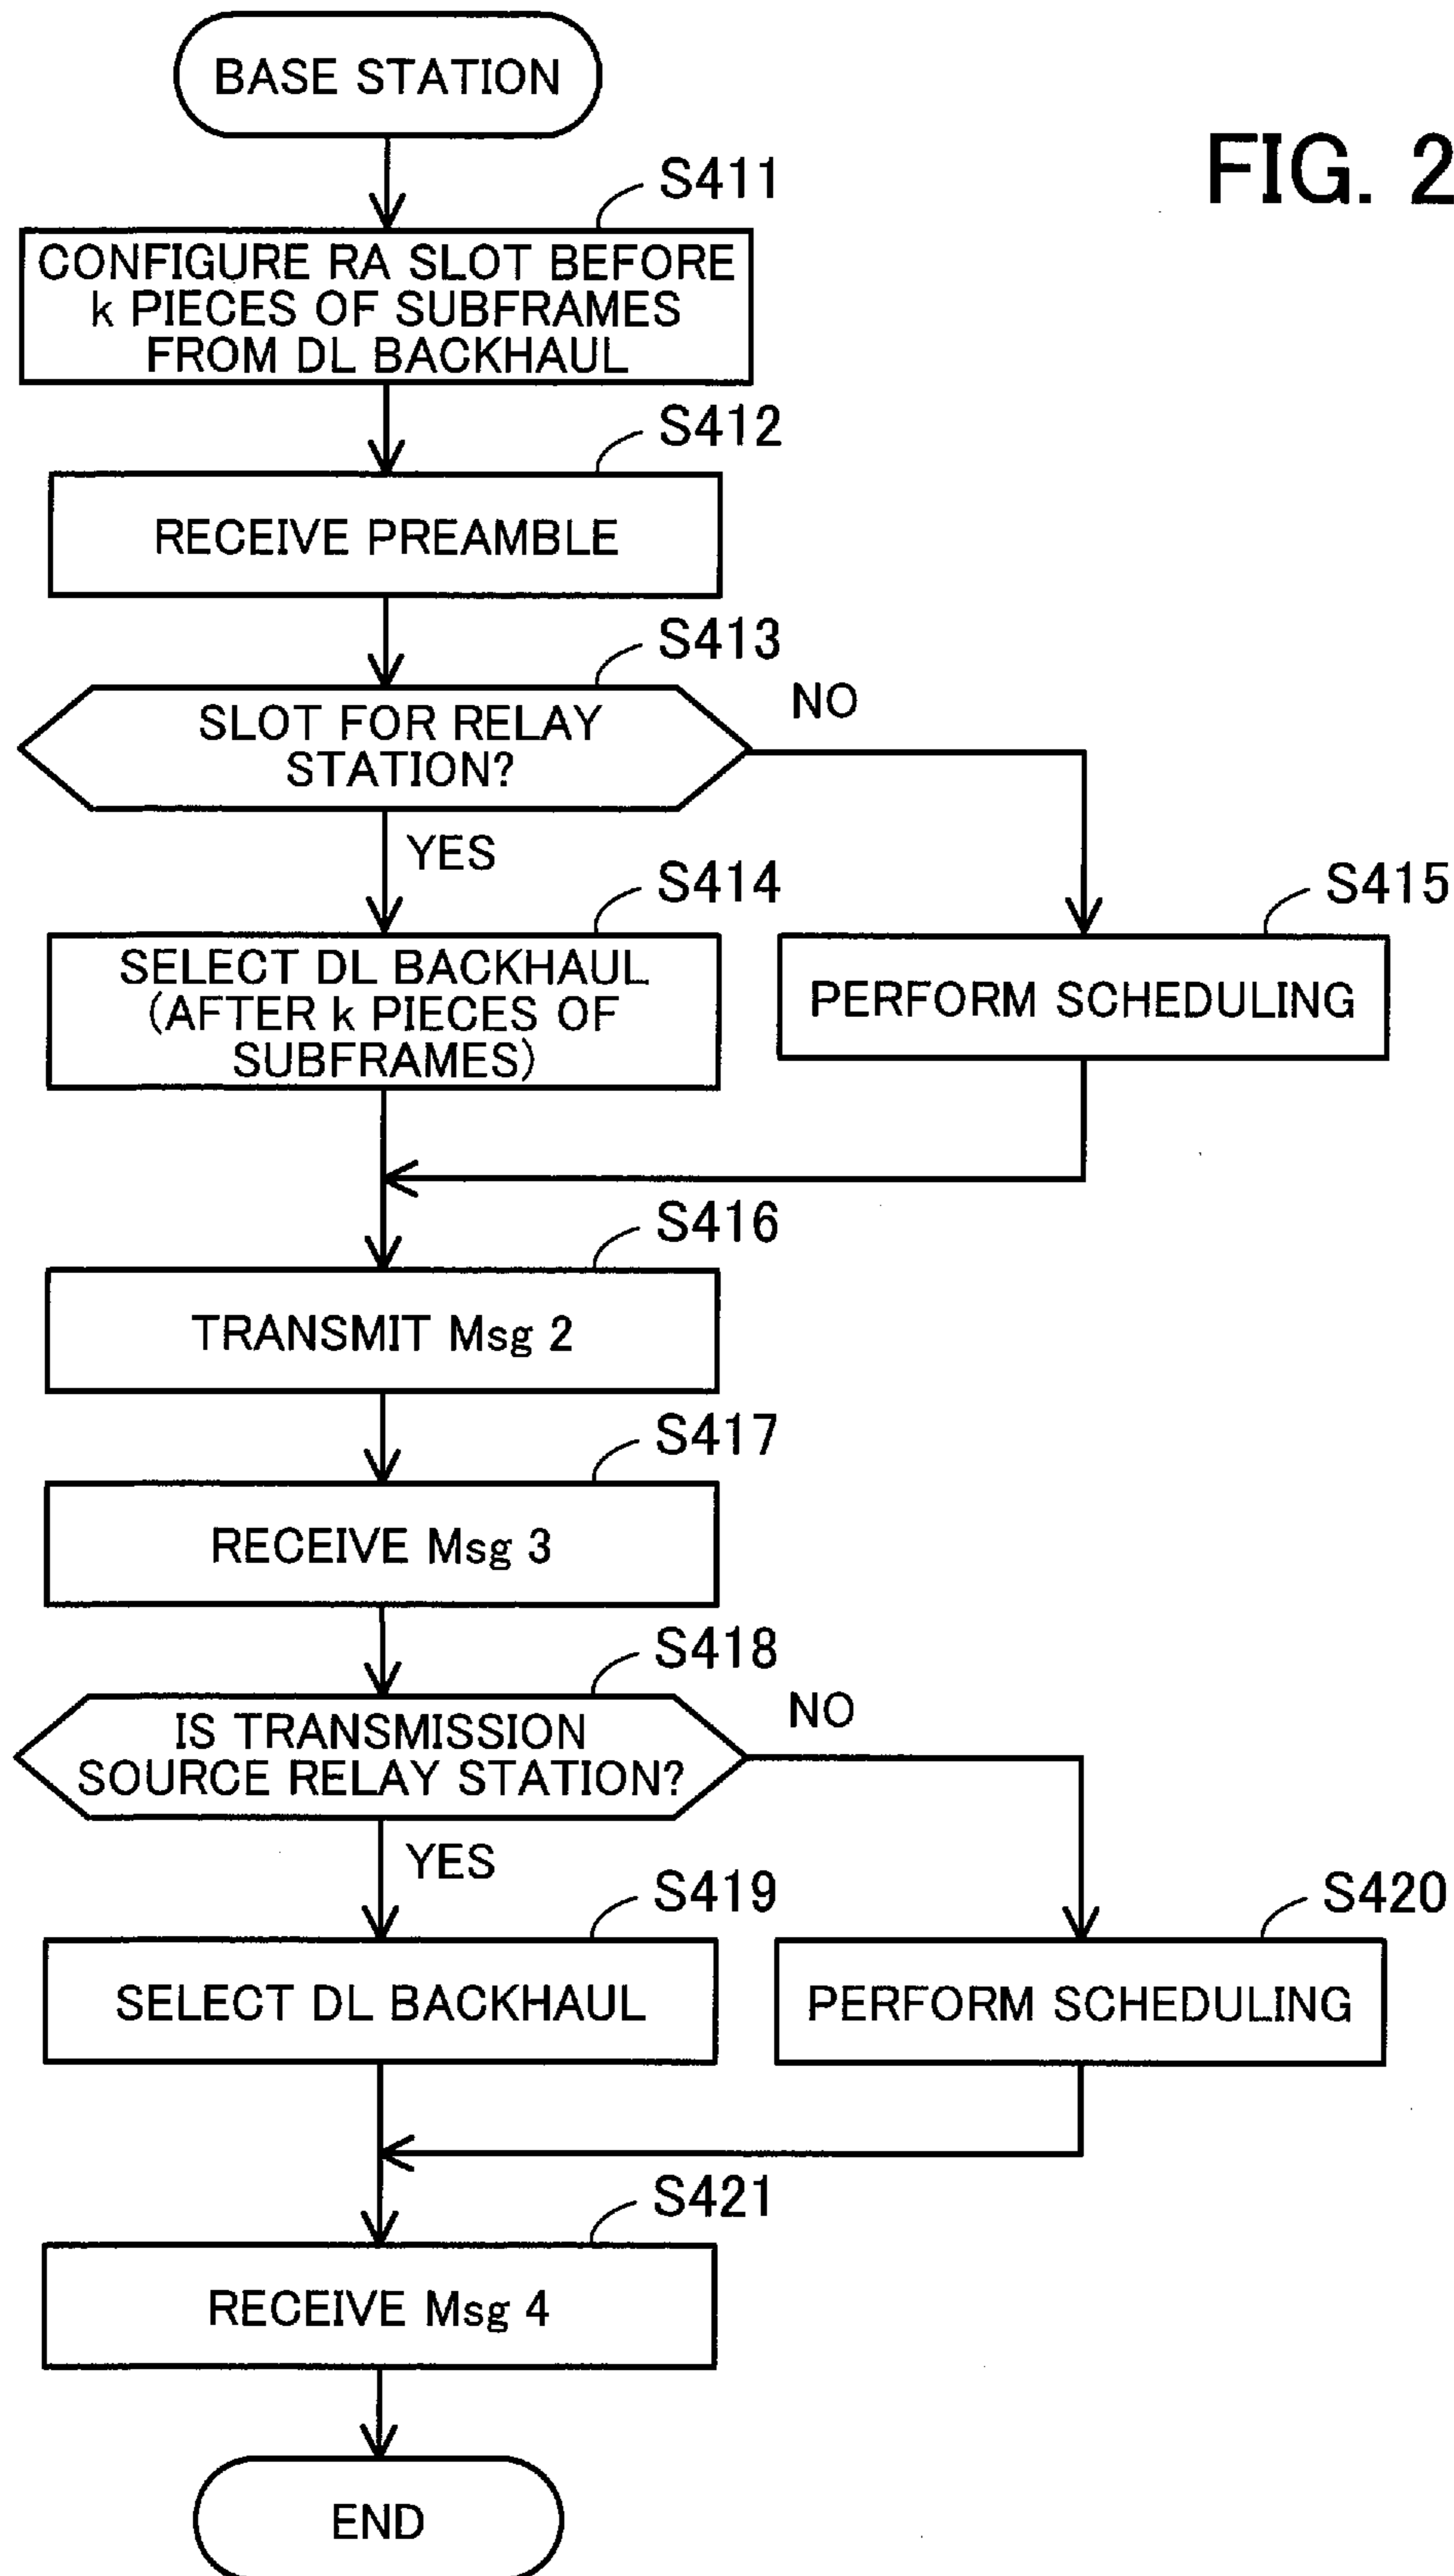 BASE STATION
FIG. 2
S411
CONFIGURE RA SLOT BEFORE
k PIECES OF SUBFRAMES
FROM DL BACKHAUL
S412
RECEIVE PREAMBLE
S413
SLOT FOR RELAY
STATION?
NO
YES
S414
SELECT DL BACKHAUL
(AFTER k PIECES OF
SUBFRAMES)
S415
PERFORM SCHEDULING
S416
TRANSMIT Msg 2
S417
RECEIVE Msg 3
S418
IS TRANSMISSION
SOURCE RELAY STATION?
NO
YES
S419
SELECT DL BACKHAUL
S420
PERFORM SCHEDULING
S421
RECEIVE Msg 4
END